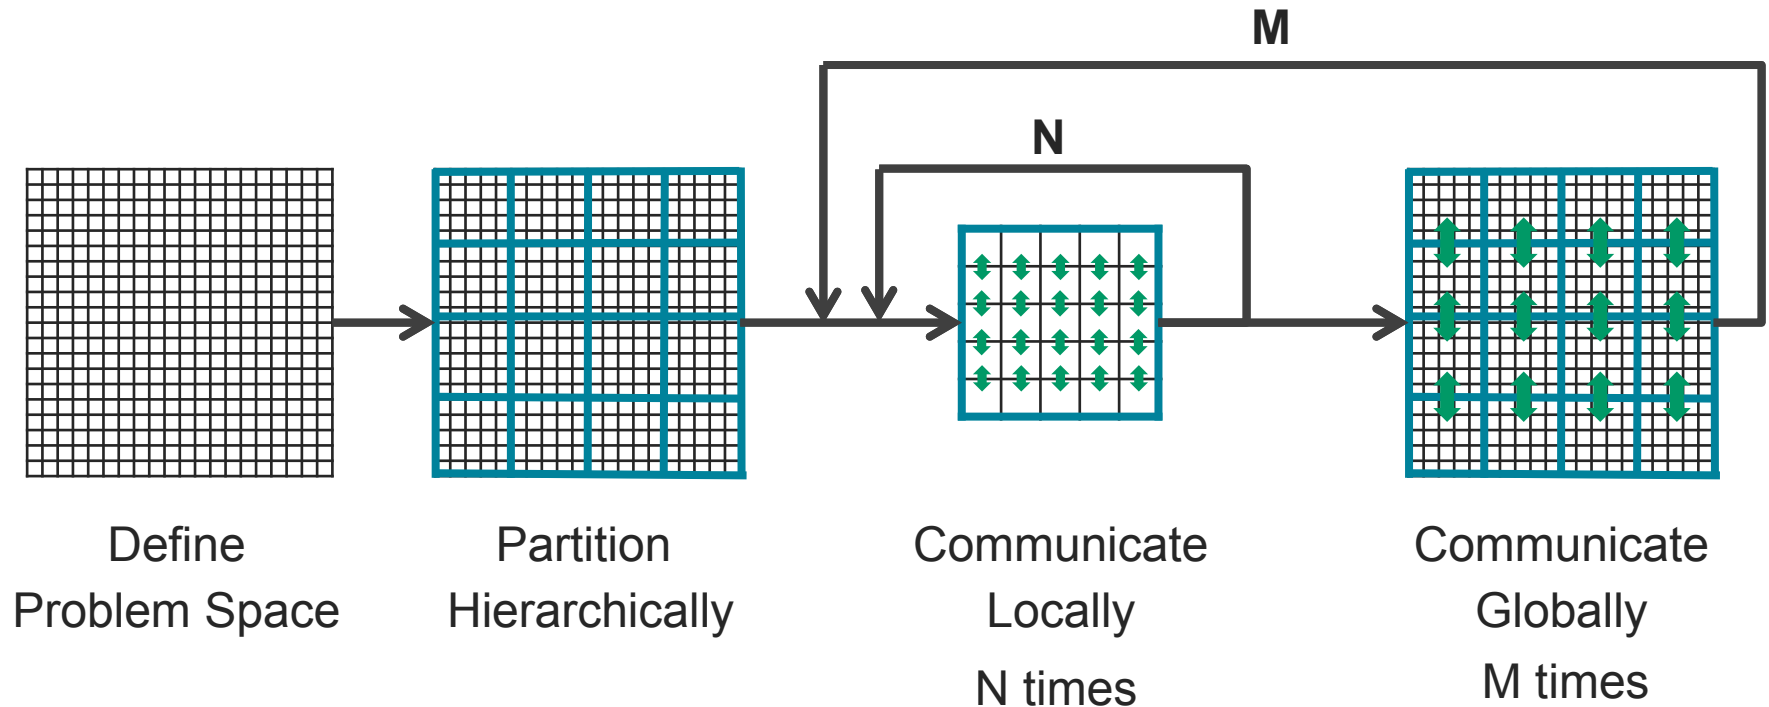 M
N
Define
Problem Space
Partition
Hierarchically
Communicate
Locally
N times
Communicate
Globally
M times